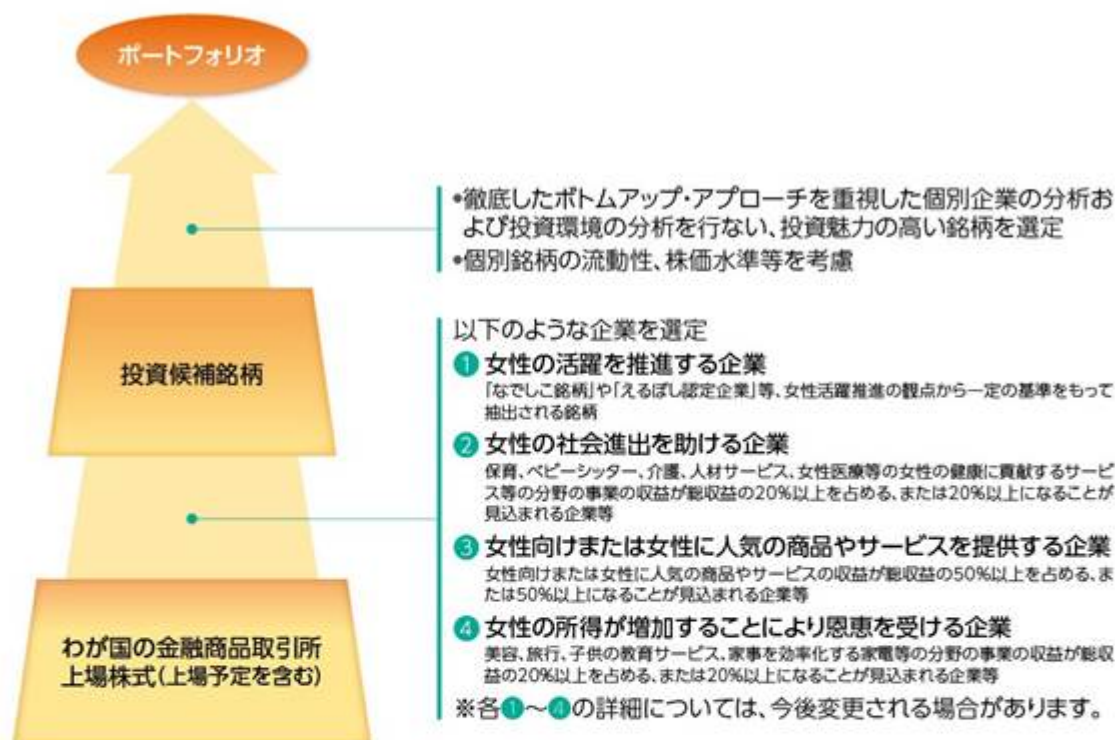 ポートフォリオ
•徹底したボトムアップ・アプローチを重視した個別企業の分析お
よび投資環境の分析を行ない、投資魅力の高い銘柄を選定
•個別銘柄の流動性、株価水準等を考慮
投資候補銘柄
以下のような企業を選定
❶ 女性の活躍を推進する企業
「なでしこ銘柄」や「えるぼし認定企業」等、女性活躍推進の観点から一定の基準をもって
抽出される銘柄
❷ 女性の社会進出を助ける企業
保育、ベビーシッター、介護、人材サービス、女性医療等の女性の健康に貢献するサービ
ス等の分野の事業の収益が総収益の20%以上を占める、または20%以上になることが
見込まれる企業等
❸ 女性向けまたは女性に人気の商品やサービスを提供する企業
女性向けまたは女性に人気の商品やサービスの収益が総収益の50%以上を占める、ま
たは50%以上になることが見込まれる企業等
❹ 女性の所得が増加することにより恩恵を受ける企業
美容、旅行、子供の教育サービス、家事を効率化する家電等の分野の事業の収益が総収
益の20%以上を占める、または20%以上になることが見込まれる企業等
※各❶～❹の詳細については、今後変更される場合があります。
わが国の金融商品取引所
上場株式(上場予定を含む)